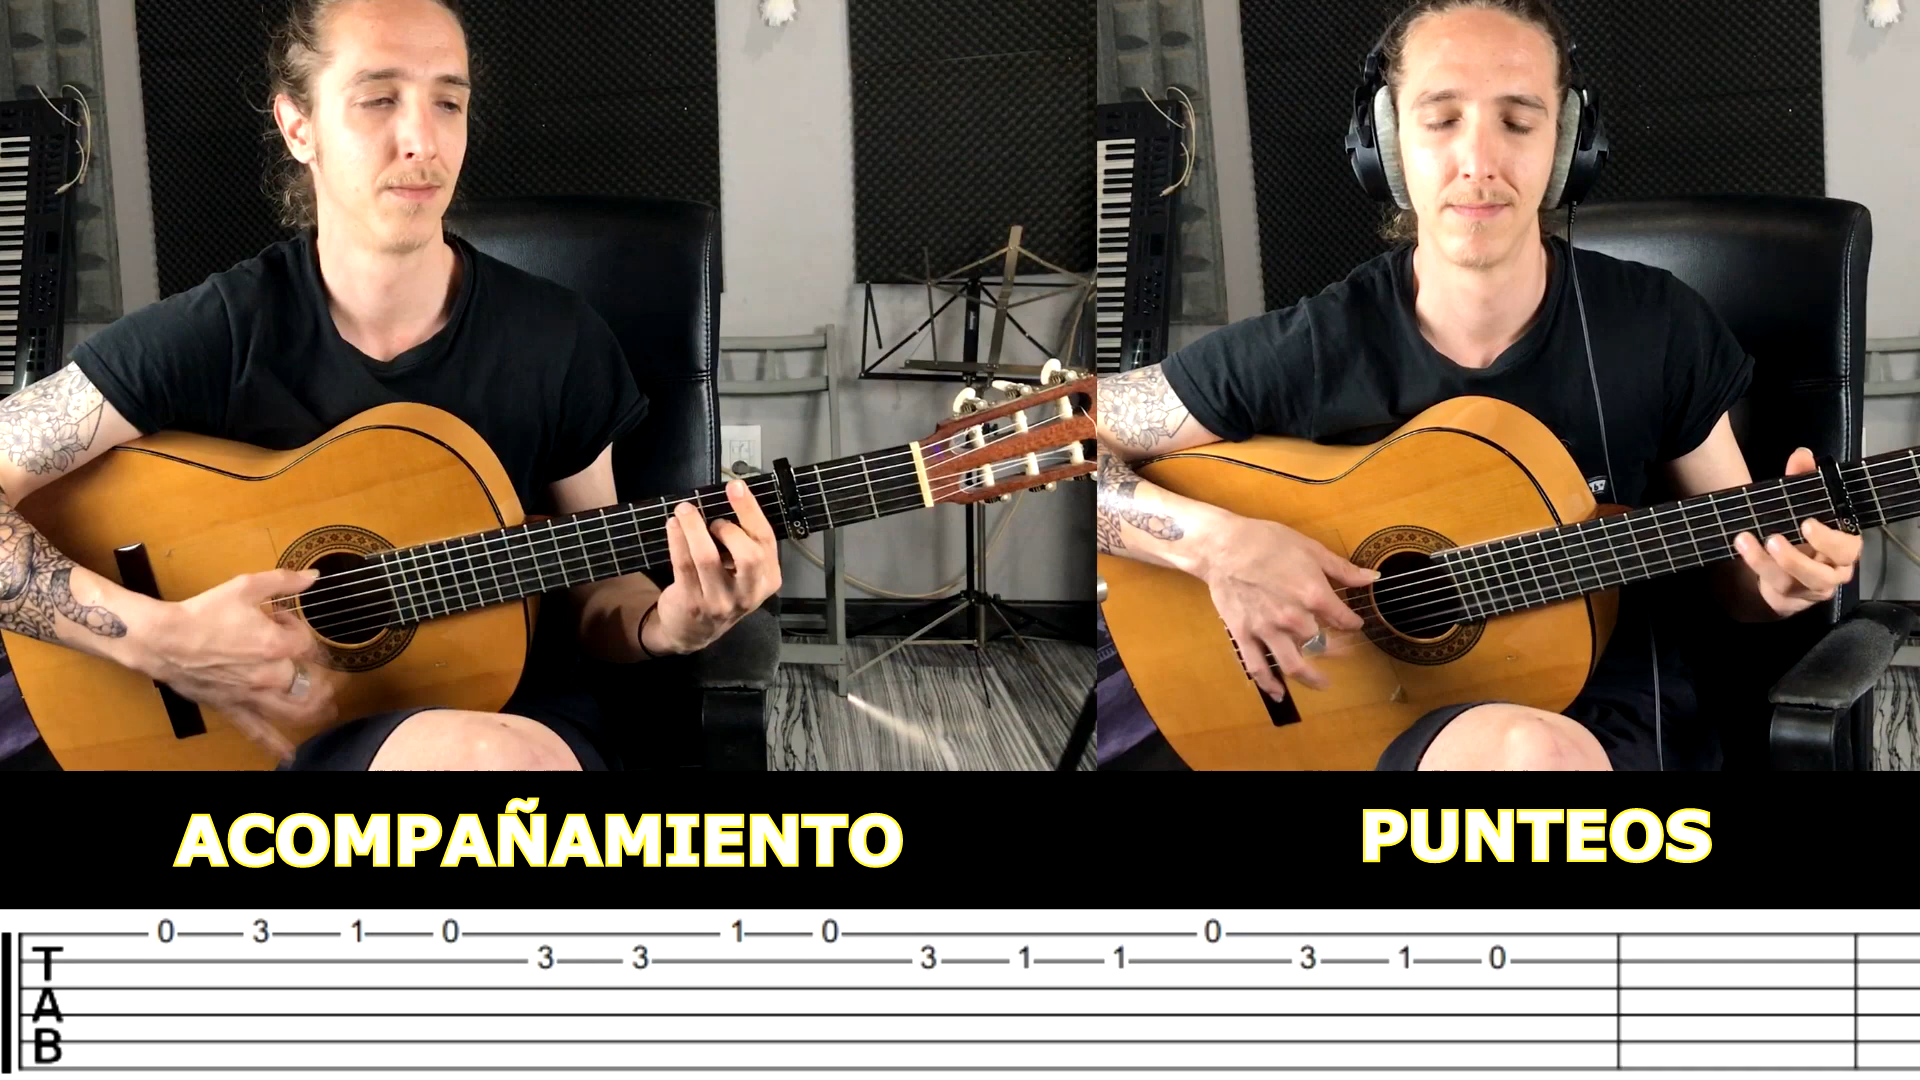 ACOMPAÑAMIENTO
PUNTEOS
0 3 1 0 1 0 0
T 3 3 3 1 1 3 1 0
A
B